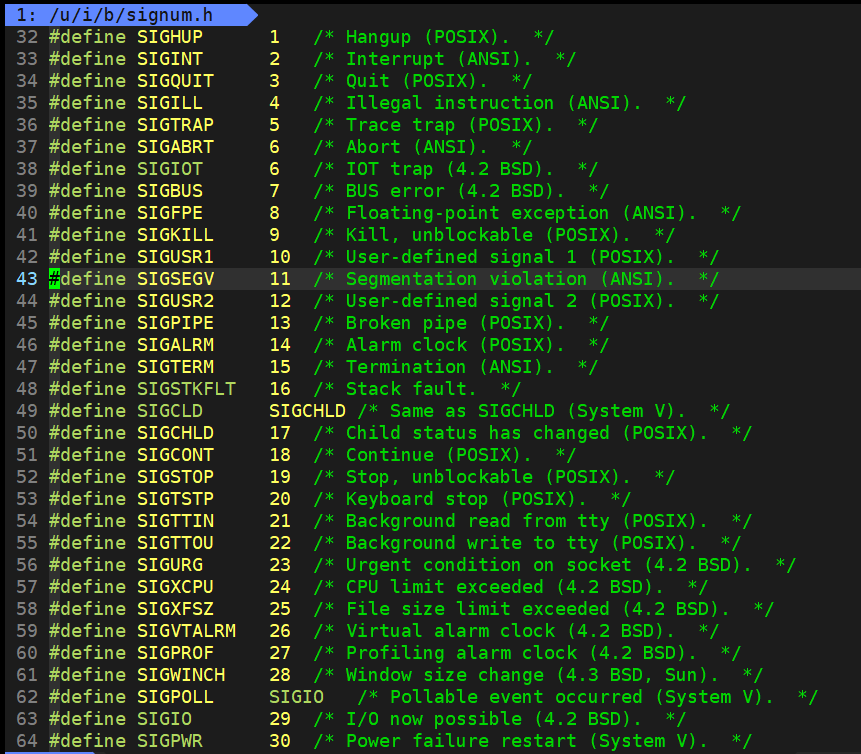 1: /u/i/b/signum.h
32 #define SIGHUP 1 /* Hangup (POSIX). */
33 #define SIGINT 2 /* Interrupt (ANSI). */
34 #define SIGQUIT 3 /* Quit (POSIX). */
35 #define SIGILL 4 /* Illegal instruction (ANSI). */
36 #define SIGTRAP 5 /* Trace trap (POSIX). */
37 #define SIGABRT 6 /* Abort (ANSI). */
38 #define SIGIOT 6 /* IOT trap (4.2 BSD). */
39 #define SIGBUS 7 /* BUS error (4.2 BSD). */
40 #define SIGFPE 8 /* Floating-point exception (ANSI). */
41 #define SIGKILL 9 /* Kill, unblockable (POSIX). */
42 #define SIGUSR1 10 /* User-defined signal 1 (POSIX). */
43 #define SIGSEGV 11 /* Segmentation violation (ANSI). */
44 #define SIGUSR2 12 /* User-defined signal 2 (POSIX). */
45 #define SIGPIPE 13 /* Broken pipe (POSIX). */
46 #define SIGALRM 14 /* Alarm clock (POSIX). */
47 #define SIGTERM 15 /* Termination (ANSI). */
48 #define SIGSTKFLT 16 /* Stack fault. */
49 #define SIGCLD SIGCHLD /* Same as SIGCHLD (System V). */
50 #define SIGCHLD 17 /* Child status has changed (POSIX). */
51 #define SIGCONT 18 /* Continue (POSIX). */
52 #define SIGSTOP 19 /* Stop, unblockable (POSIX). */
53 #define SIGTSTP 20 /* Keyboard stop (POSIX). */
54 #define SIGTTIN 21 /* Background read from tty (POSIX). */
55 #define SIGTTOU 22 /* Background write to tty (POSIX). */
56 #define SIGURG 23 /* Urgent condition on socket (4.2 BSD). */
57 #define SIGXCPU 24 /* CPU limit exceeded (4.2 BSD). */
58 #define SIGXFSZ 25 /* File size limit exceeded (4.2 BSD). */
59 #define SIGVTALRM 26 /* Virtual alarm clock (4.2 BSD). */
60 #define SIGPROF 27 /* Profiling alarm clock (4.2 BSD). */
61 #define SIGWINCH 28 /* Window size change (4.3 BSD, Sun). */
62 #define SIGPOLL SIGIO /* Pollable event occurred (System V). */
63 #define SIGIO 29 /* I/O now possible (4.2 BSD). */
64 #define SIGPWR 30 /* Power failure restart (System V). */